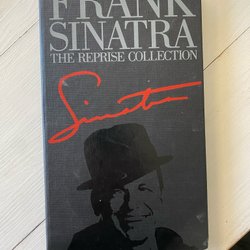 FRANK
SINATRA
THE REPRISE COLLECTION
Sinatra